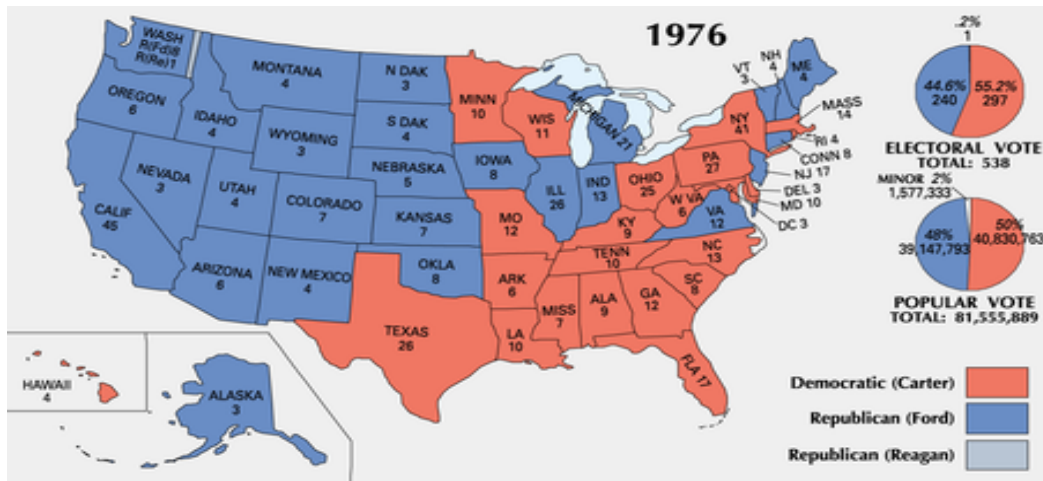 1976
WASH
R(Fd)8
R(Re)1
OREGON
6
CALIF
45
NEVADA
3
IDAHO
4
MONTANA
4
WYOMING
3
UTAH
4
ARIZONA
6
COLORADO
7
NEW MEXICO
4
N DAK
3
S DAK
4
NEBRASKA
5
KANSAS
7
OKLA
8
TEXAS
26
MINN
10
IOWA
8
MO
12
ARK
6
LA
10
WIS
11
ILL
26
MICHIGAN 21
IND
13
OHIO
25
KY
9
TENN
10
MISS
7
ALA
9
GA
12
FLA 17
SC
8
NC
13
VA
12
W VA
6
PA
27
NY
41
VT
3
NH
4
ME
4
MASS
14
RI 4
CONN 8
NJ 17
DEL 3
MD 10
DC 3
HAWAII
4
ALASKA
3
.2%
1
44.6%
240
55.2%
297
ELECTORAL VOTE
TOTAL: 538
MINOR 2%
1,577,333
48%
39,147,793
50%
40,830,763
POPULAR VOTE
TOTAL: 81,555,889
Democratic (Carter)
Republican (Ford)
Republican (Reagan)